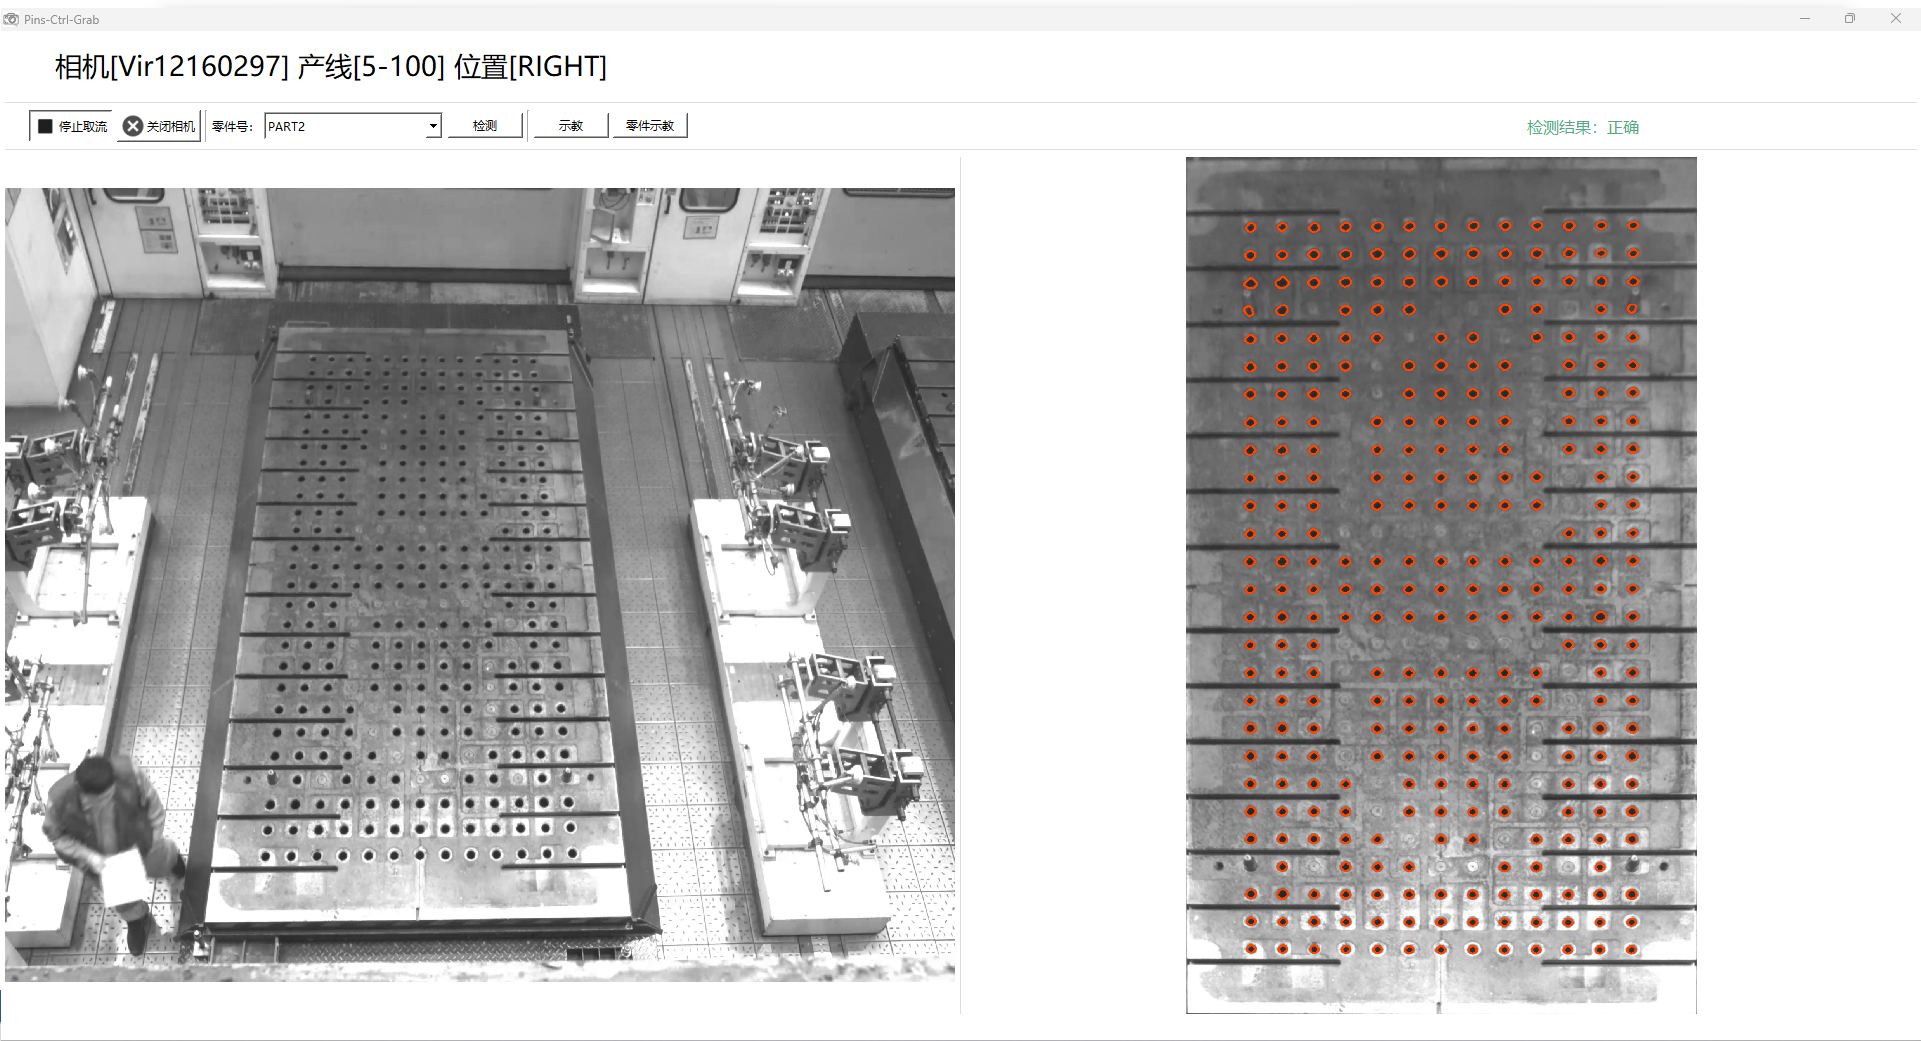 Pins-Ctrl-Grab
相机[Vir12160297] 产线[5-100] 位置[RIGHT]
停止取流 关闭相机 零件号: PART2 检测 示教 零件示教 检测结果：正确